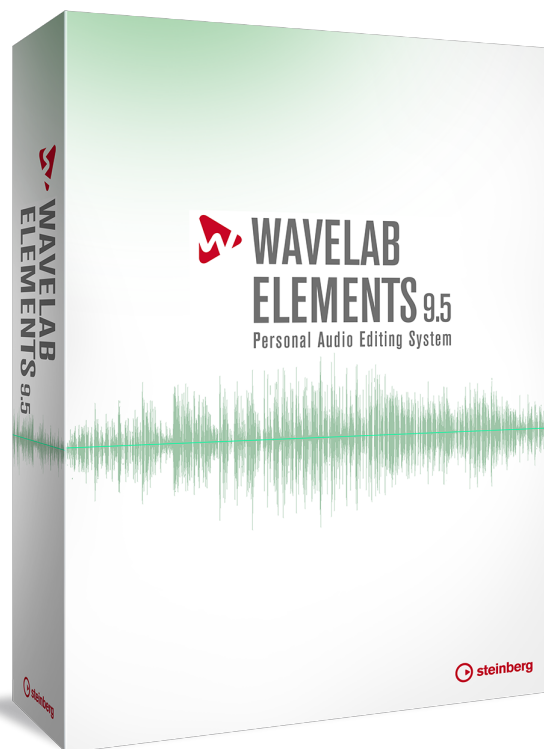 WAVELAB
ELEMENTS 9.5
Personal Audio Editing System
steinberg
WAVELAB
ELEMENTS 9.5
steinberg